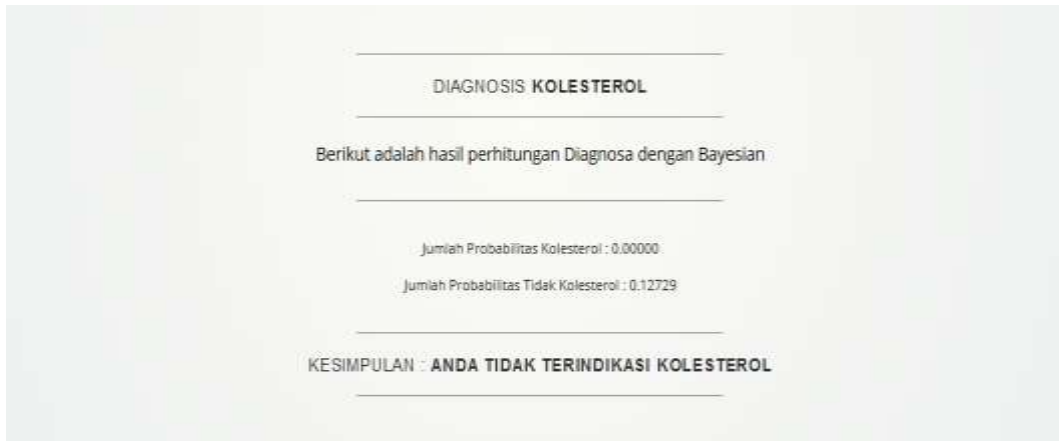 DIAGNOSIS KOLESTEROL
Berikut adalah hasil perhitungan Diagnosa dengan Bayesian
Jumlah Probabilitas Kolesterol : 0.00000
Jumlah Probabilitas Tidak Kolesterol : 0.12729
KESIMPULAN : ANDA TIDAK TERINDIKASI KOLESTEROL